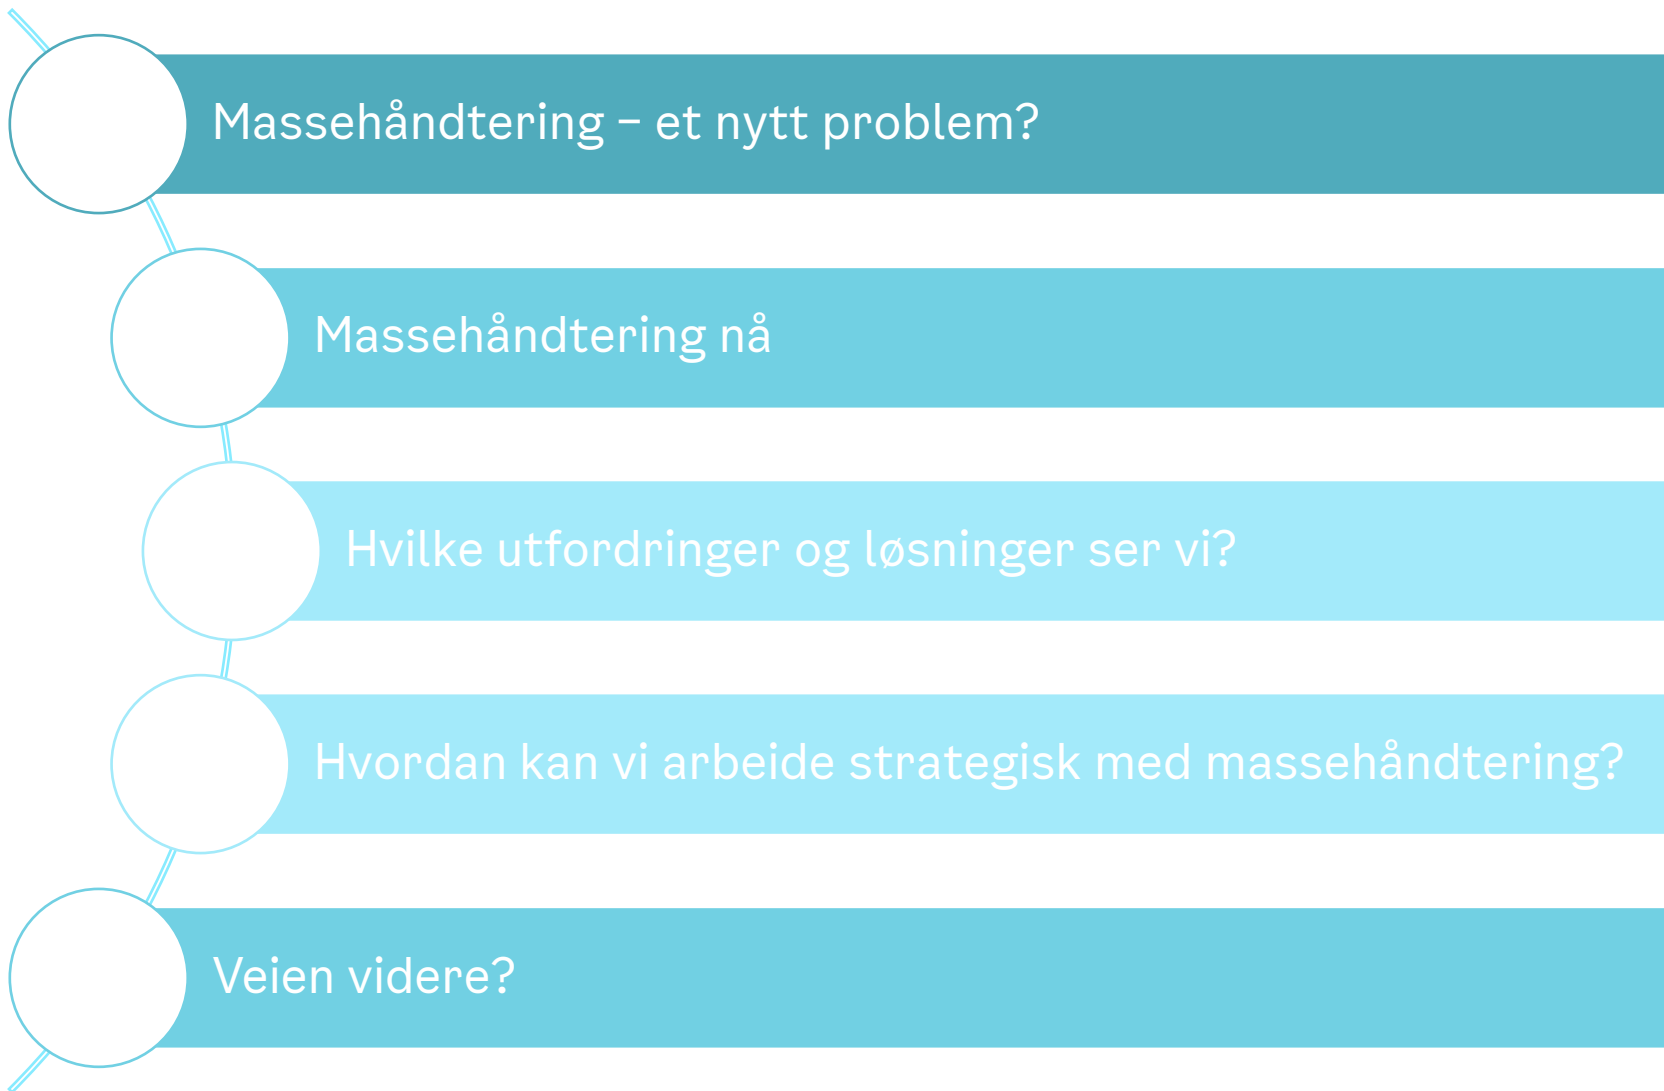 Massehåndtering – et nytt problem?
Massehåndtering nå
Hvilke utfordringer og løsninger ser vi?
Hvordan kan vi arbeide strategisk med massehåndtering?
Veien videre?